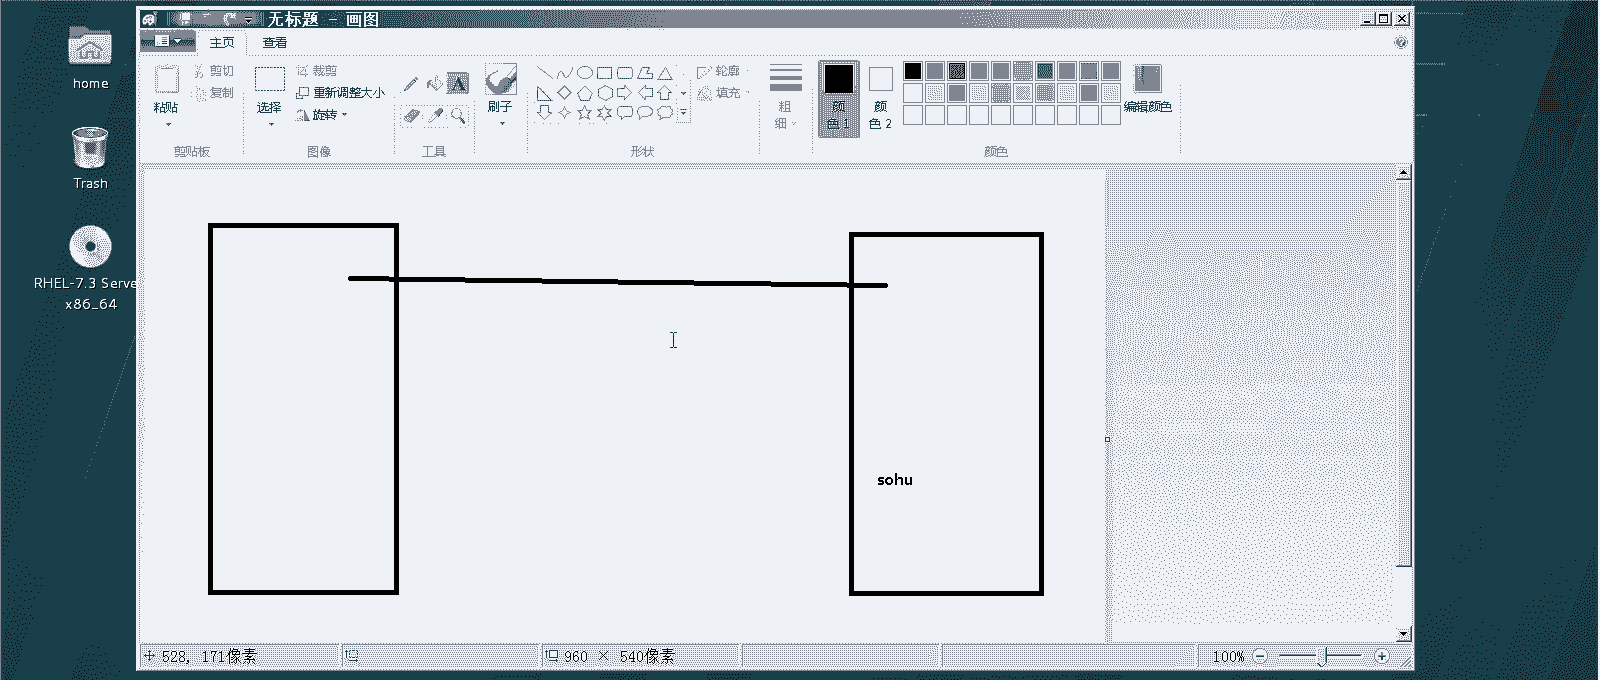 home
Trash
RHEL-7.3 Serve
x86_64
无标题 - 画图
主页 查看
粘贴
剪切
复制
剪贴板
选择
裁剪
重新调整大小
旋转
图像
工具
刷子
轮廓
填充
形状
粗
细
颜
色 1
颜
色 2
编辑颜色
颜色
sohu
528, 171像素
960 × 540像素
100%